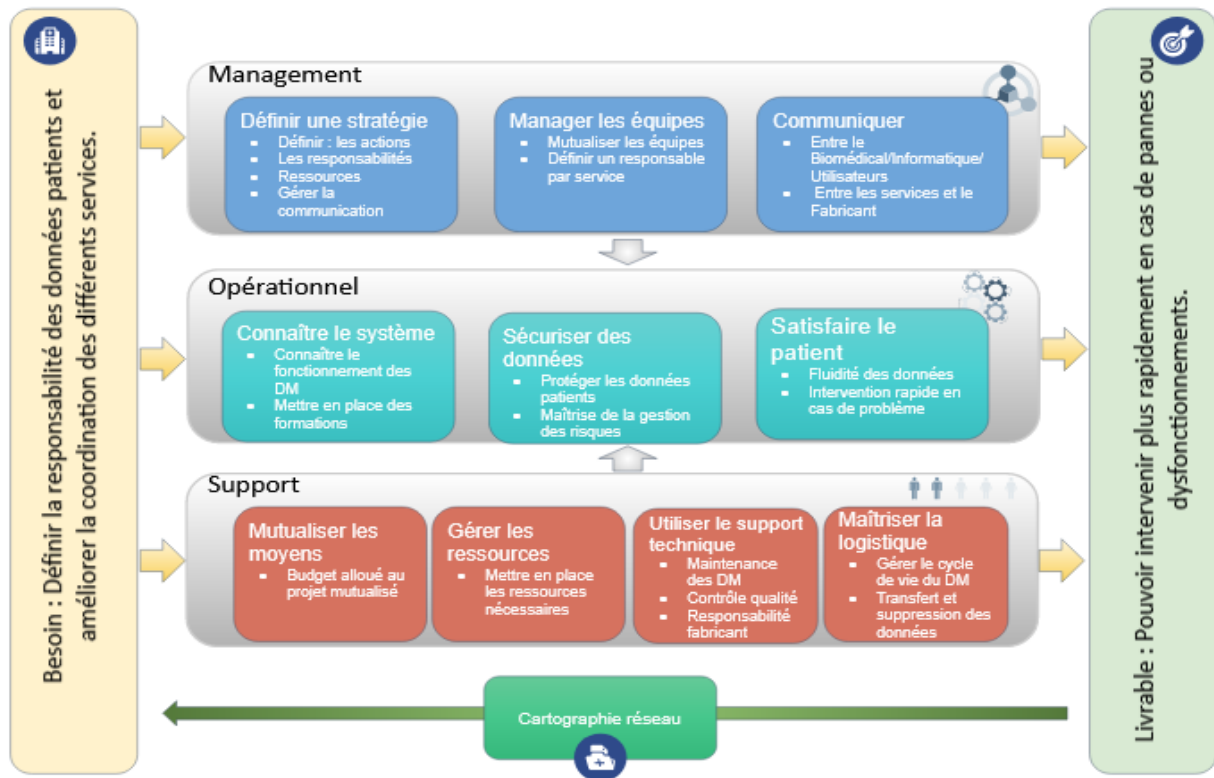 Besoin : Définir la responsabilité des données patients et
améliorer la coordination des différents services.
Management
Définir une stratégie
▪ Définir : les actions
▪ Les responsabilités
▪ Ressources
▪ Gérer la
communication
Manager les équipes
▪ Mutualiser les équipes
▪ Définir un responsable
par service
Communiquer
▪ Entre le
Biomédical/Informatique/
Utilisateurs
▪ Entre les services et le
Fabricant
Opérationnel
Connaître le système
▪ Connaître le
fonctionnement des
DM
▪ Mettre en place des
formations
Sécuriser des
données
▪ Protéger les données
patients
▪ Maîtrise de la gestion
des risques
Satisfaire le
patient
▪ Fluidité des données
▪ Intervention rapide en
cas de problème
Support
Mutualiser les
moyens
▪ Budget alloué au
projet mutualisé
Gérer les
ressources
▪ Mettre en place
les ressources
nécessaires
Utiliser le support
technique
▪ Maintenance
des DM
▪ Contrôle qualité
▪ Responsabilité
fabricant
Maîtriser la
logistique
▪ Gérer le cycle
de vie du DM
▪ Transfert et
suppression des
données
Cartographie réseau
Livrable : Pouvoir intervenir plus rapidement en cas de pannes ou
dysfonctionnements.